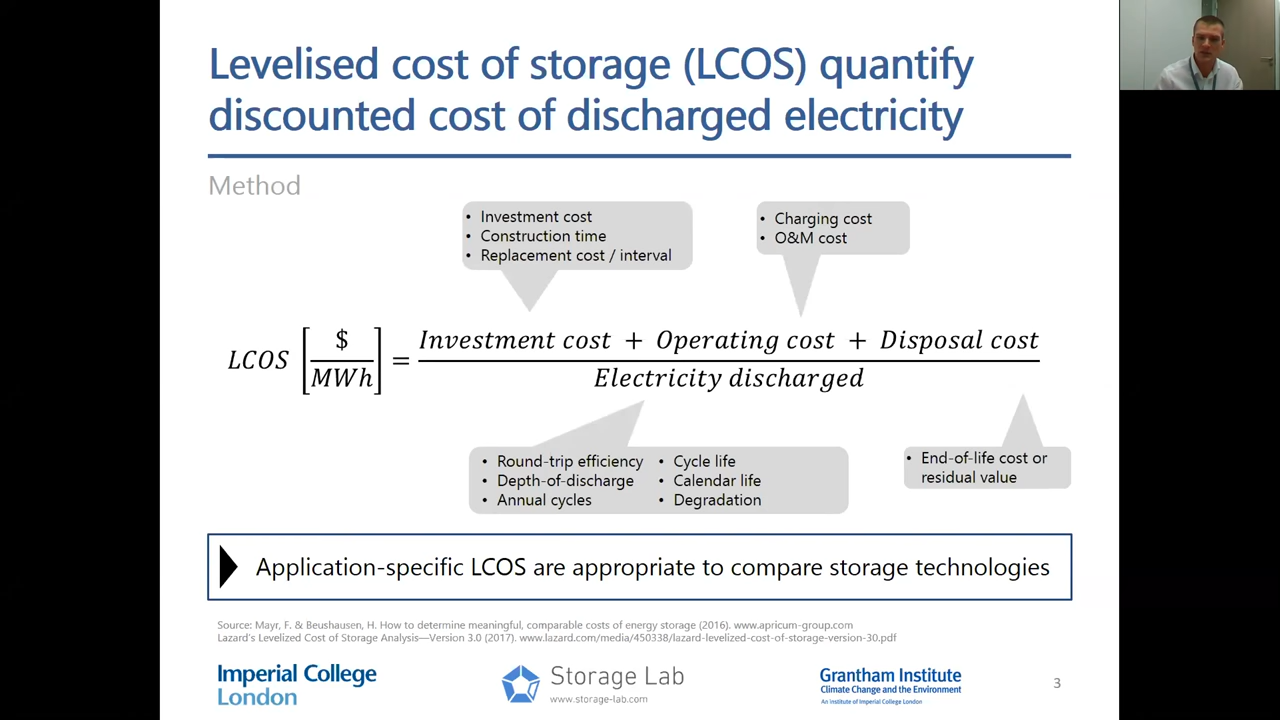 Levelised cost of storage (LCOS) quantify
discounted cost of discharged electricity
Method
• Investment cost
• Construction time
• Replacement cost / interval
• Charging cost
• O&M cost
LCOS [$/MWh] = Investment cost + Operating cost + Disposal cost
Electricity discharged
• Round-trip efficiency • Cycle life
• Depth-of-discharge • Calendar life
• Annual cycles • Degradation
• End-of-life cost or
residual value
Application-specific LCOS are appropriate to compare storage technologies
Source: Mayr, F. & Beushausen, H. How to determine meaningful, comparable costs of energy storage (2016). www.apricum-group.com
Lazard's Levelized Cost of Storage Analysis—Version 3.0 (2017). www.lazard.com/media/450338/lazard-levelized-cost-of-storage-version-30.pdf
Imperial College
London
Storage Lab
www.storage-lab.com
Grantham Institute
Climate Change and the Environment
An institute of Imperial College London
3